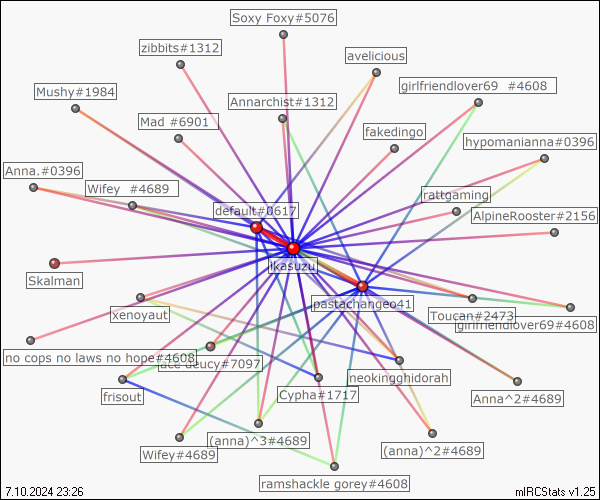 Soxy Foxy#5076
zibbits#1312
avelicious
girlfriendlover69 #4608
Mushy#1984
Annarchist#1312
Mad #6901
fakedingo
hypomanianna#0396
Anna.#0396
Wifey #4689
rattgaming
default#0617
AlpineRooster#2156
ikasuzu
Skalman
pastachangeo41
xenoyaut
Toucan#2473
girlfriendlover69#4608
no cops no laws no hope#4608
ace deucy#7097
neokingghidorah
frisout
Cypha#1717
Anna^2#4689
(anna)^3#4689
Wifey#4689
(anna)^2#4689
ramshackle gorey#4608
7.10.2024 23:26
mIRCStats v1.25